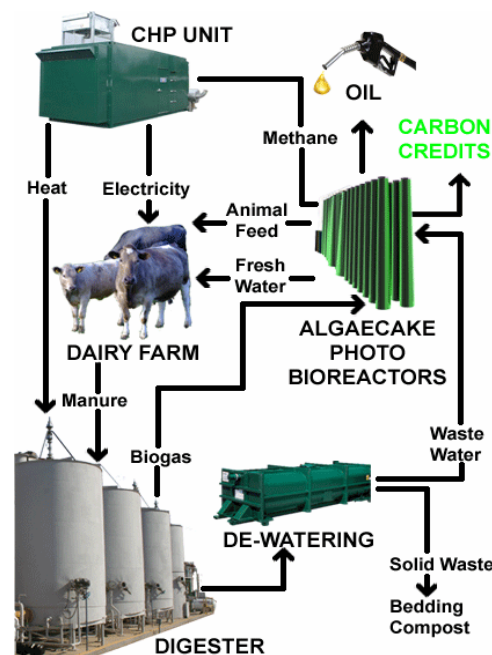 CHP UNIT
OIL
CARBON
CREDITS
Methane
Heat
Electricity
Animal
Feed
Fresh
Water
DAIRY FARM
ALGAECAKE
PHOTO
BIOREACTORS
Manure
Biogas
Waste
Water
DE-WATERING
Solid Waste
Bedding
Compost
DIGESTER